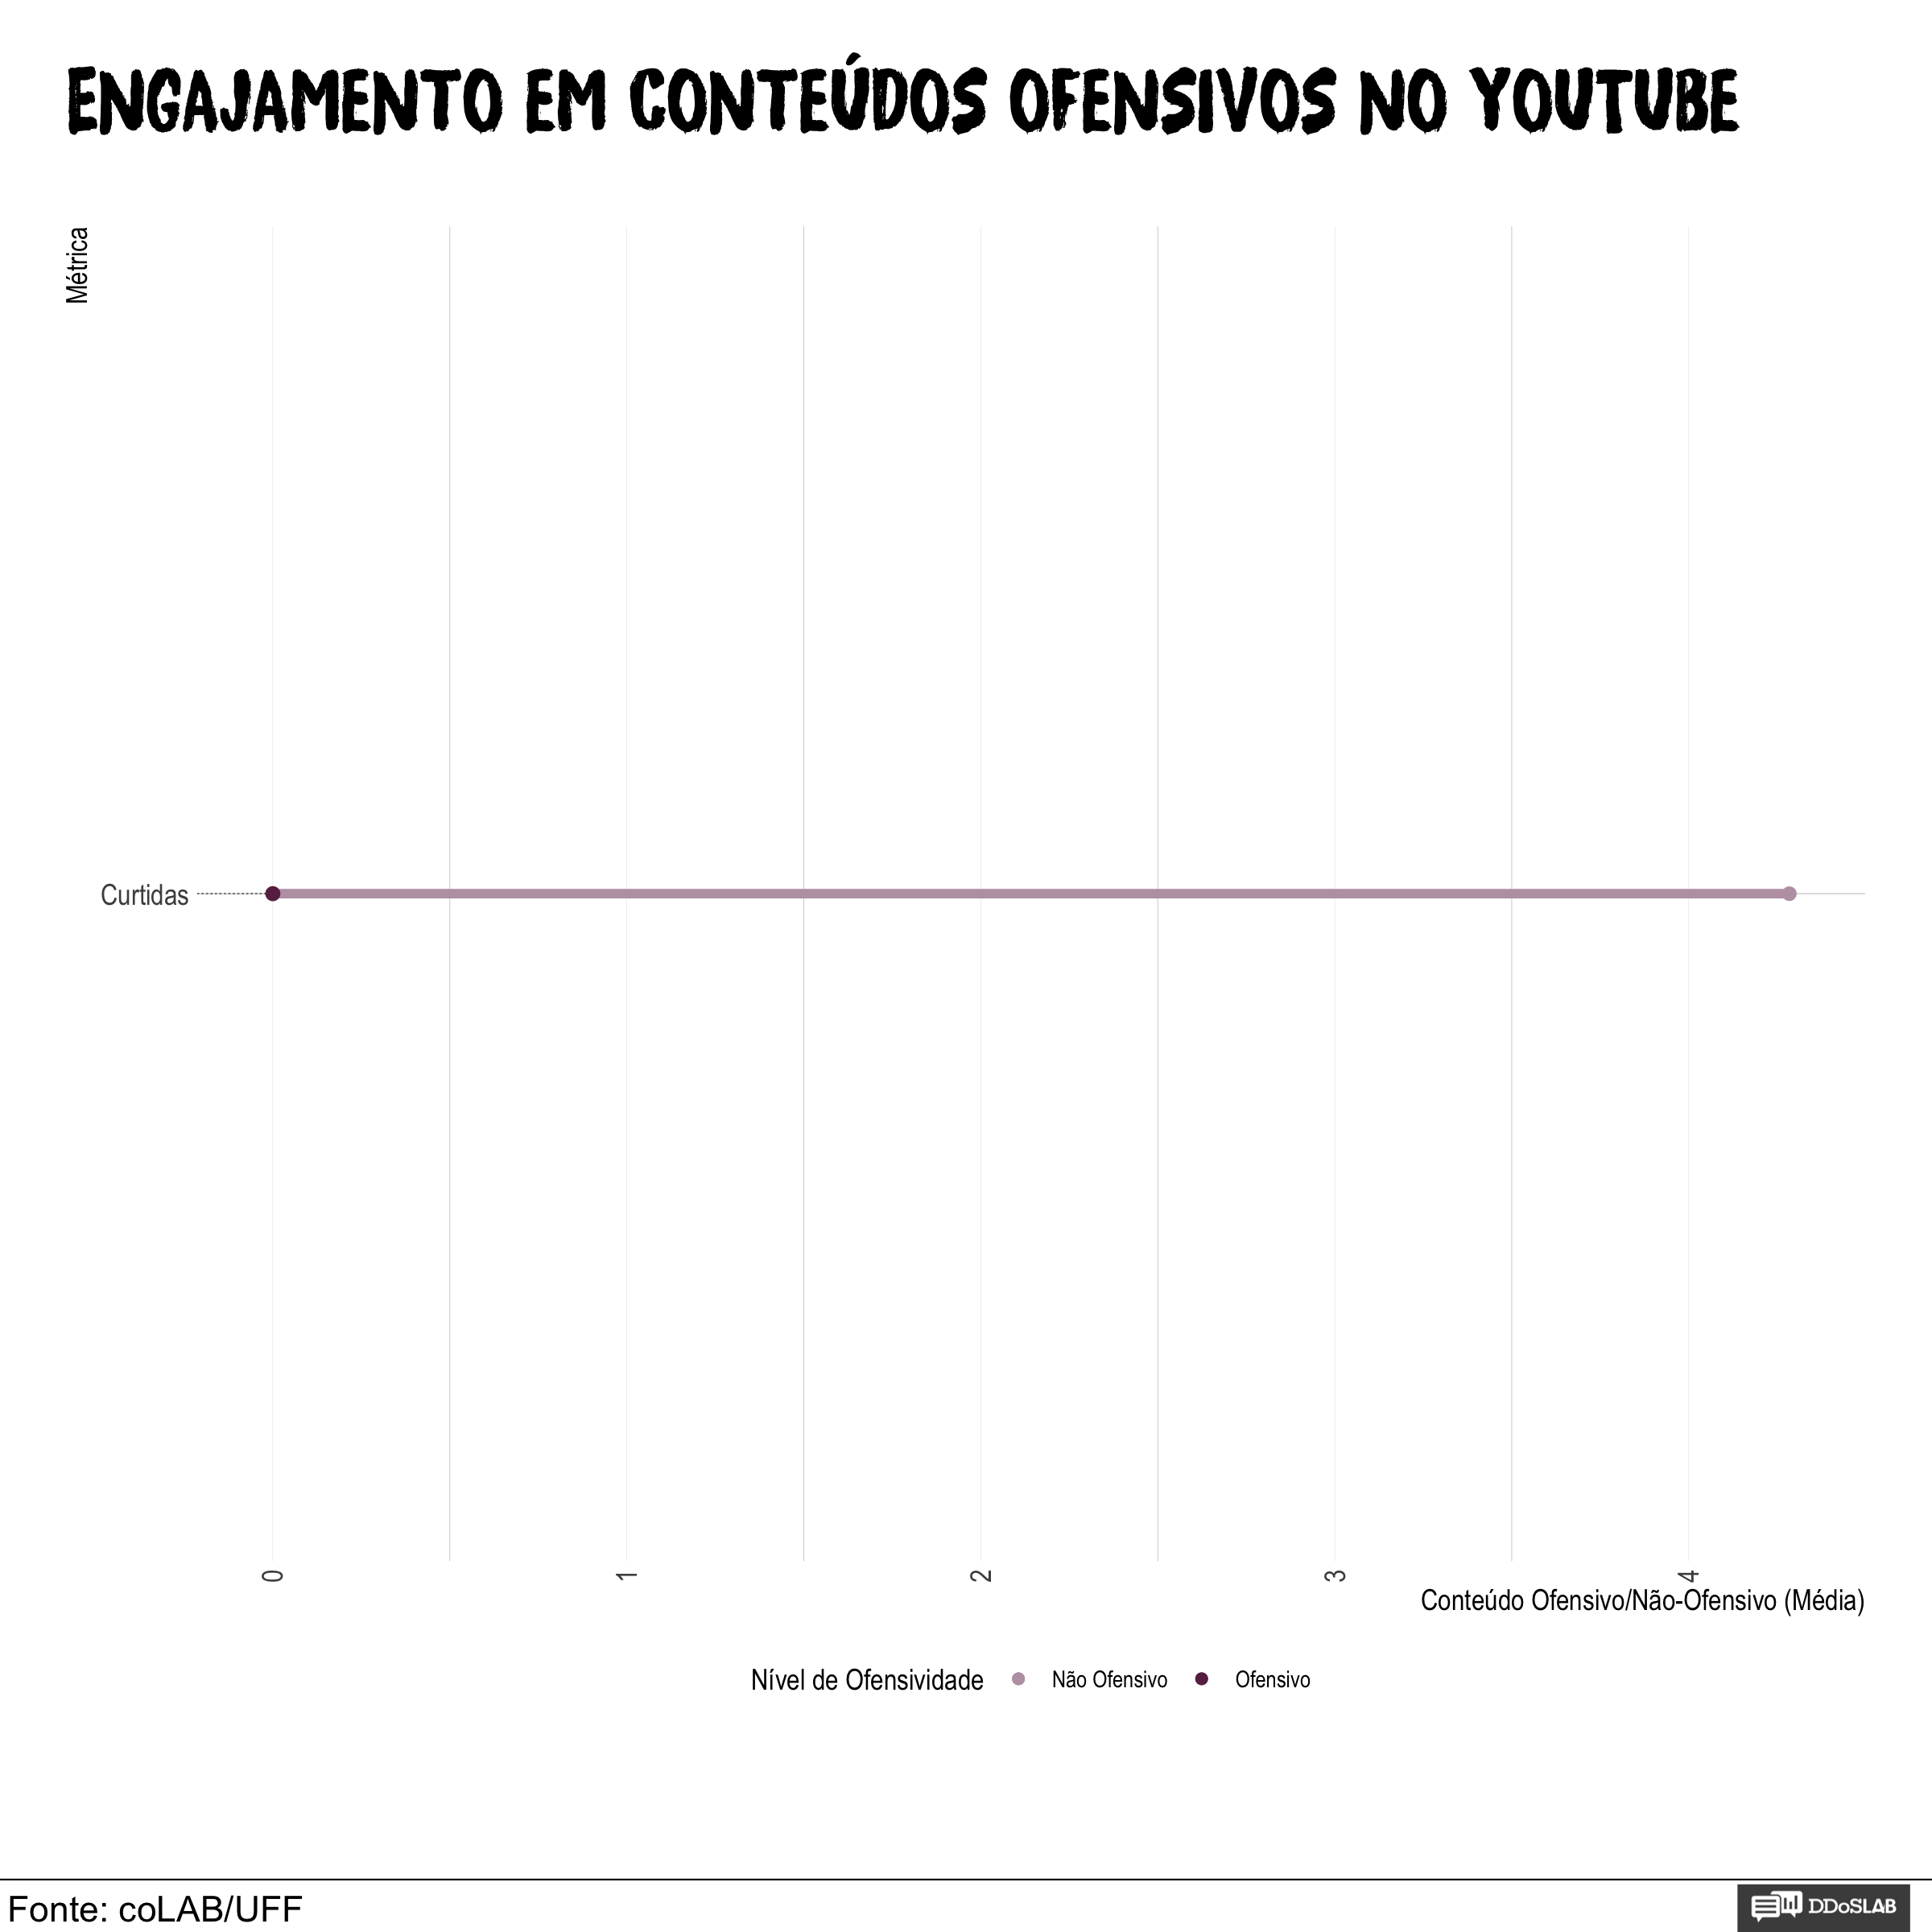 ENGAJAMENTO EM CONTEÚDOS OFENSIVOS NO YOUTUBE
Métrica
Curtidas
0 1 2 3 4
Conteúdo Ofensivo/Não-Ofensivo (Média)
Nível de Ofensividade Não Ofensivo Ofensivo
Fonte: coLAB/UFF
DDoSLAB